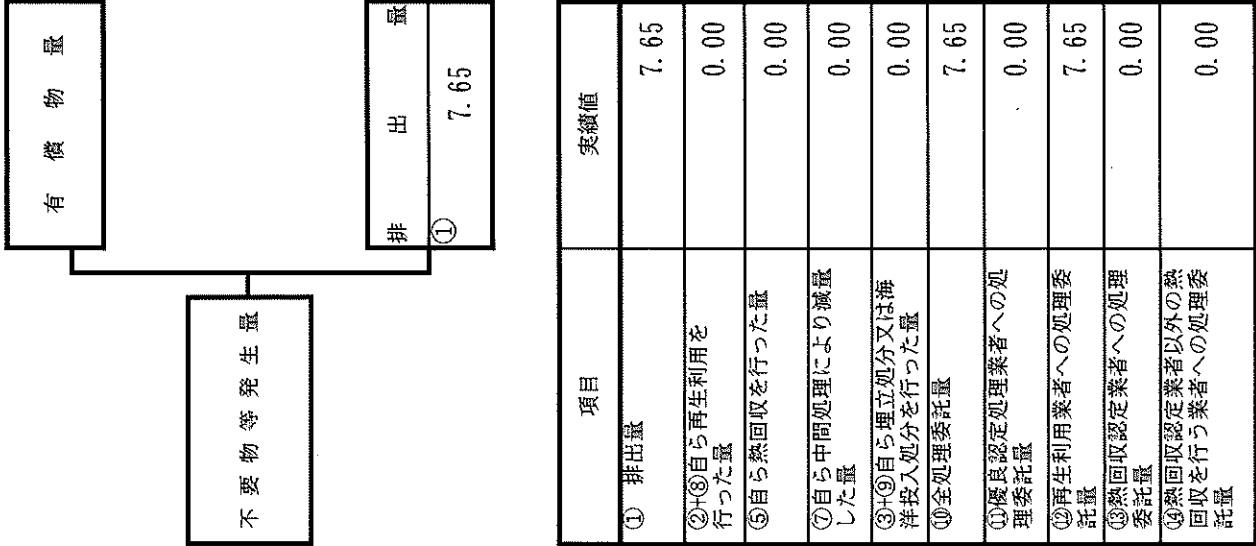 有償物量
不要物等発生量
排出量
① 7.65
項目 実績値
① 排出量 7.65
②+⑧自ら再生利用を
行った量 0.00
⑤自ら熱回収を行った量 0.00
⑦自ら中間処理により減量
した量 0.00
③+⑨自ら埋立処分又は海
洋投入処分を行った量 0.00
⑩全処理委託量 7.65
⑪優良認定処理業者への処
理委託量 0.00
⑫再生利用業者への処理委
託量 7.65
⑬熱回収認定業者への処理
委託量 0.00
⑭熱回収認定業者以外の熱
回収を行う業者への処理委
託量 0.00